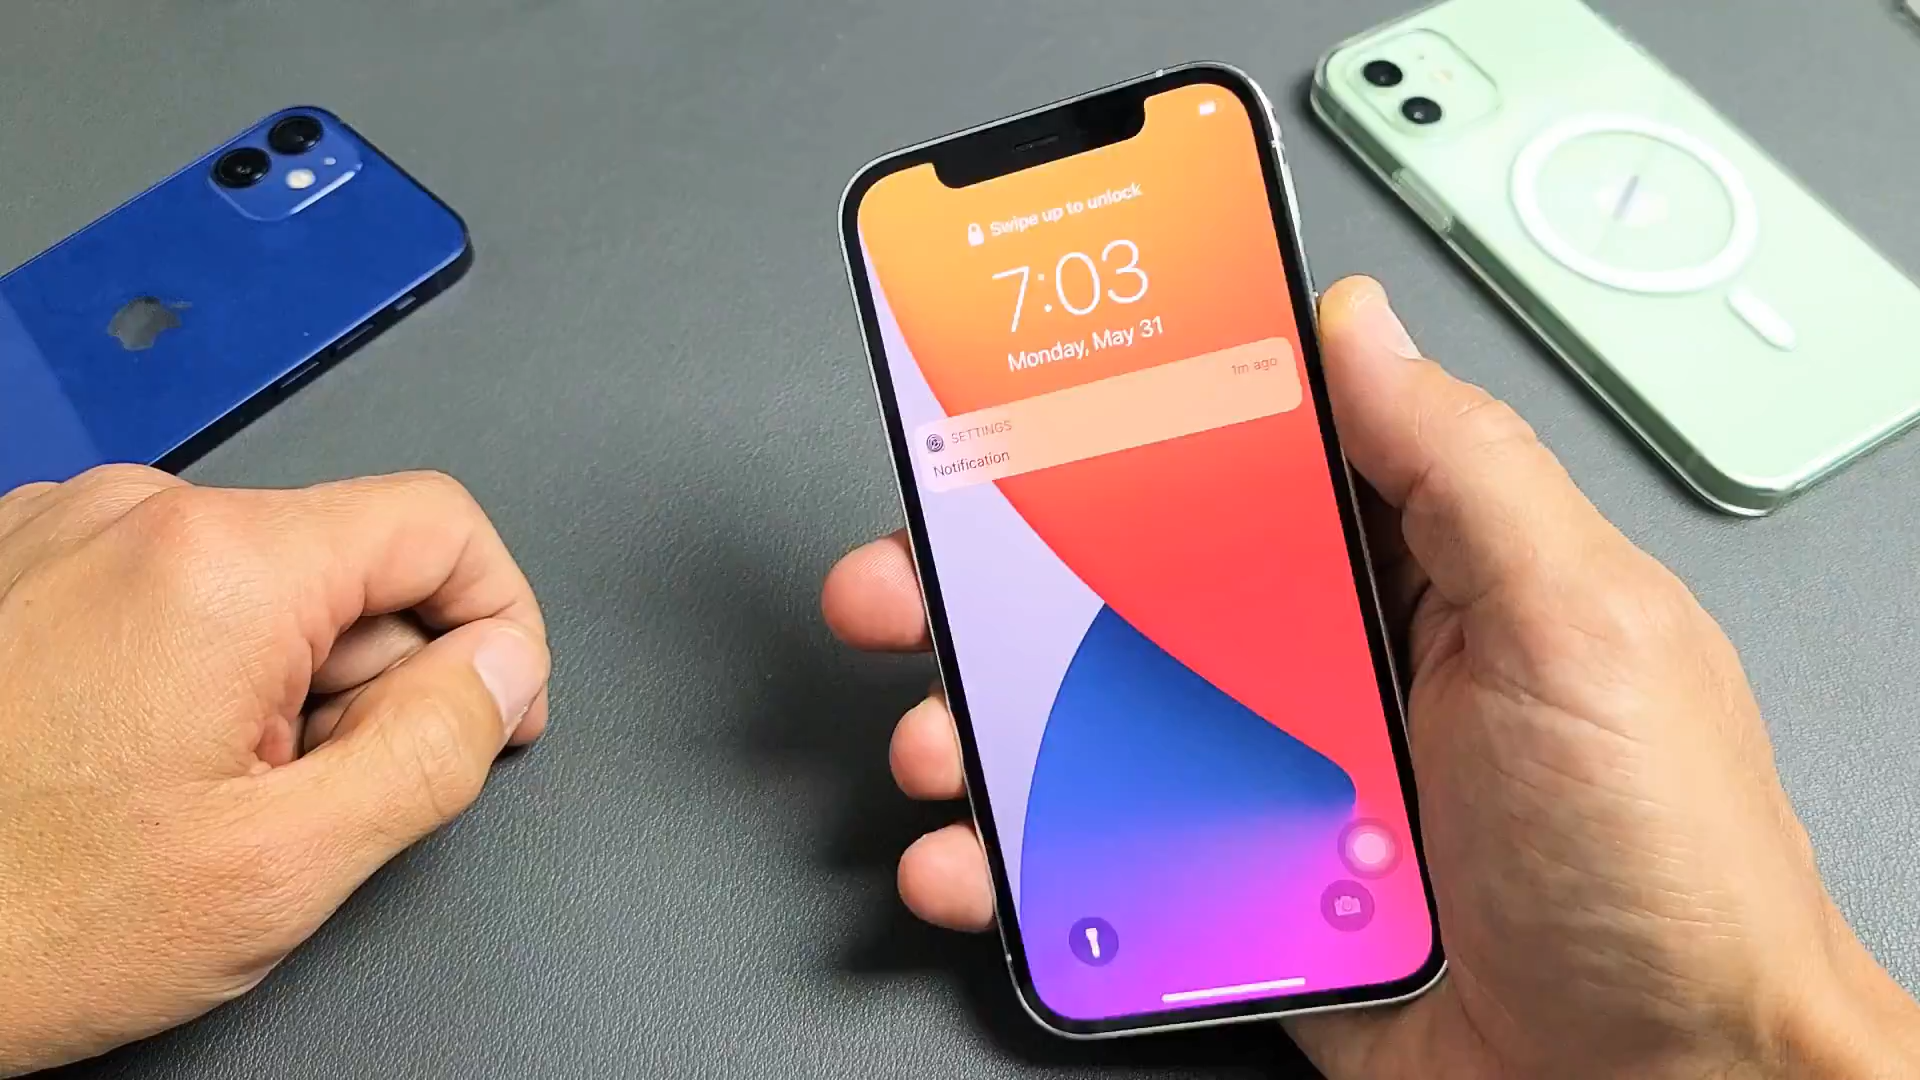 Swipe up to unlock
7:03
Monday, May 31
SETTINGS
1m ago
Notification